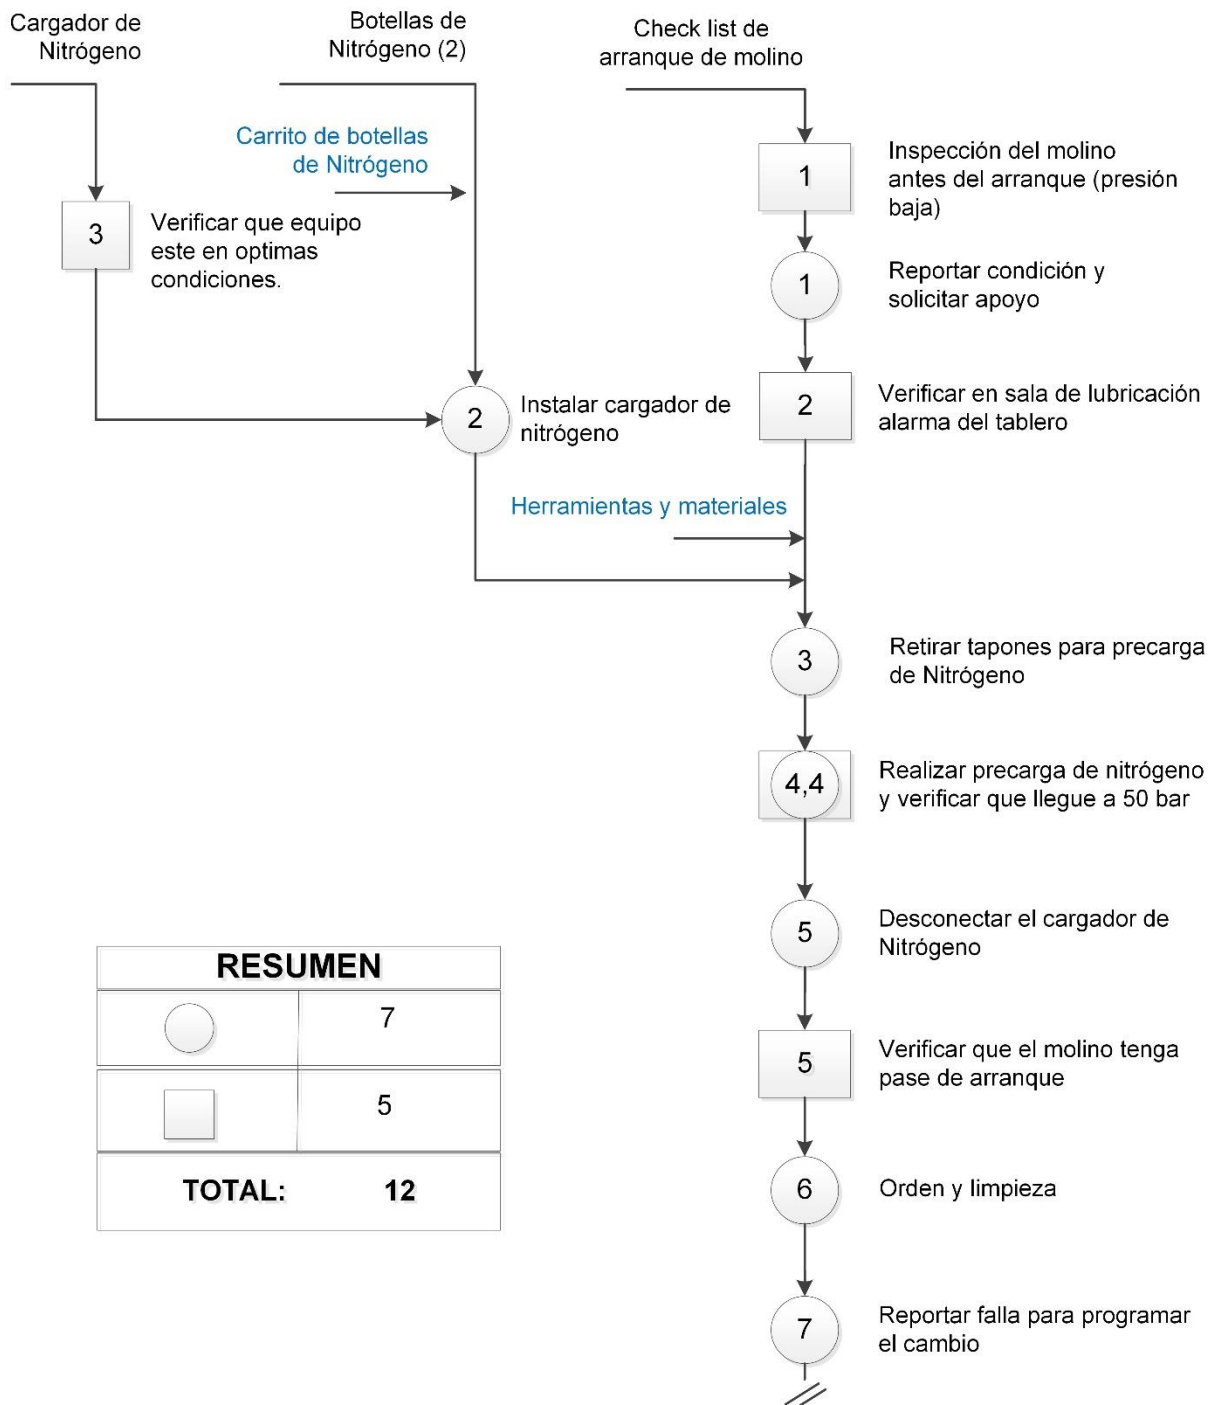 Cargador de
Nitrógeno
Botellas de
Nitrógeno (2)
Check list de
arranque de molino
Carrito de botellas
de Nitrógeno
1
Inspección del molino
antes del arranque (presión
baja)
3
Verificar que equipo
este en optimas
condiciones.
1
Reportar condición y
solicitar apoyo
2
Instalar cargador de
nitrógeno
2
Verificar en sala de lubricación
alarma del tablero
Herramientas y materiales
3
Retirar tapones para precarga
de Nitrógeno
4,4
Realizar precarga de nitrógeno
y verificar que llegue a 50 bar
5
Desconectar el cargador de
Nitrógeno
5
Verificar que el molino tenga
pase de arranque
6
Orden y limpieza
7
Reportar falla para programar
el cambio
RESUMEN
7
5
TOTAL: 12